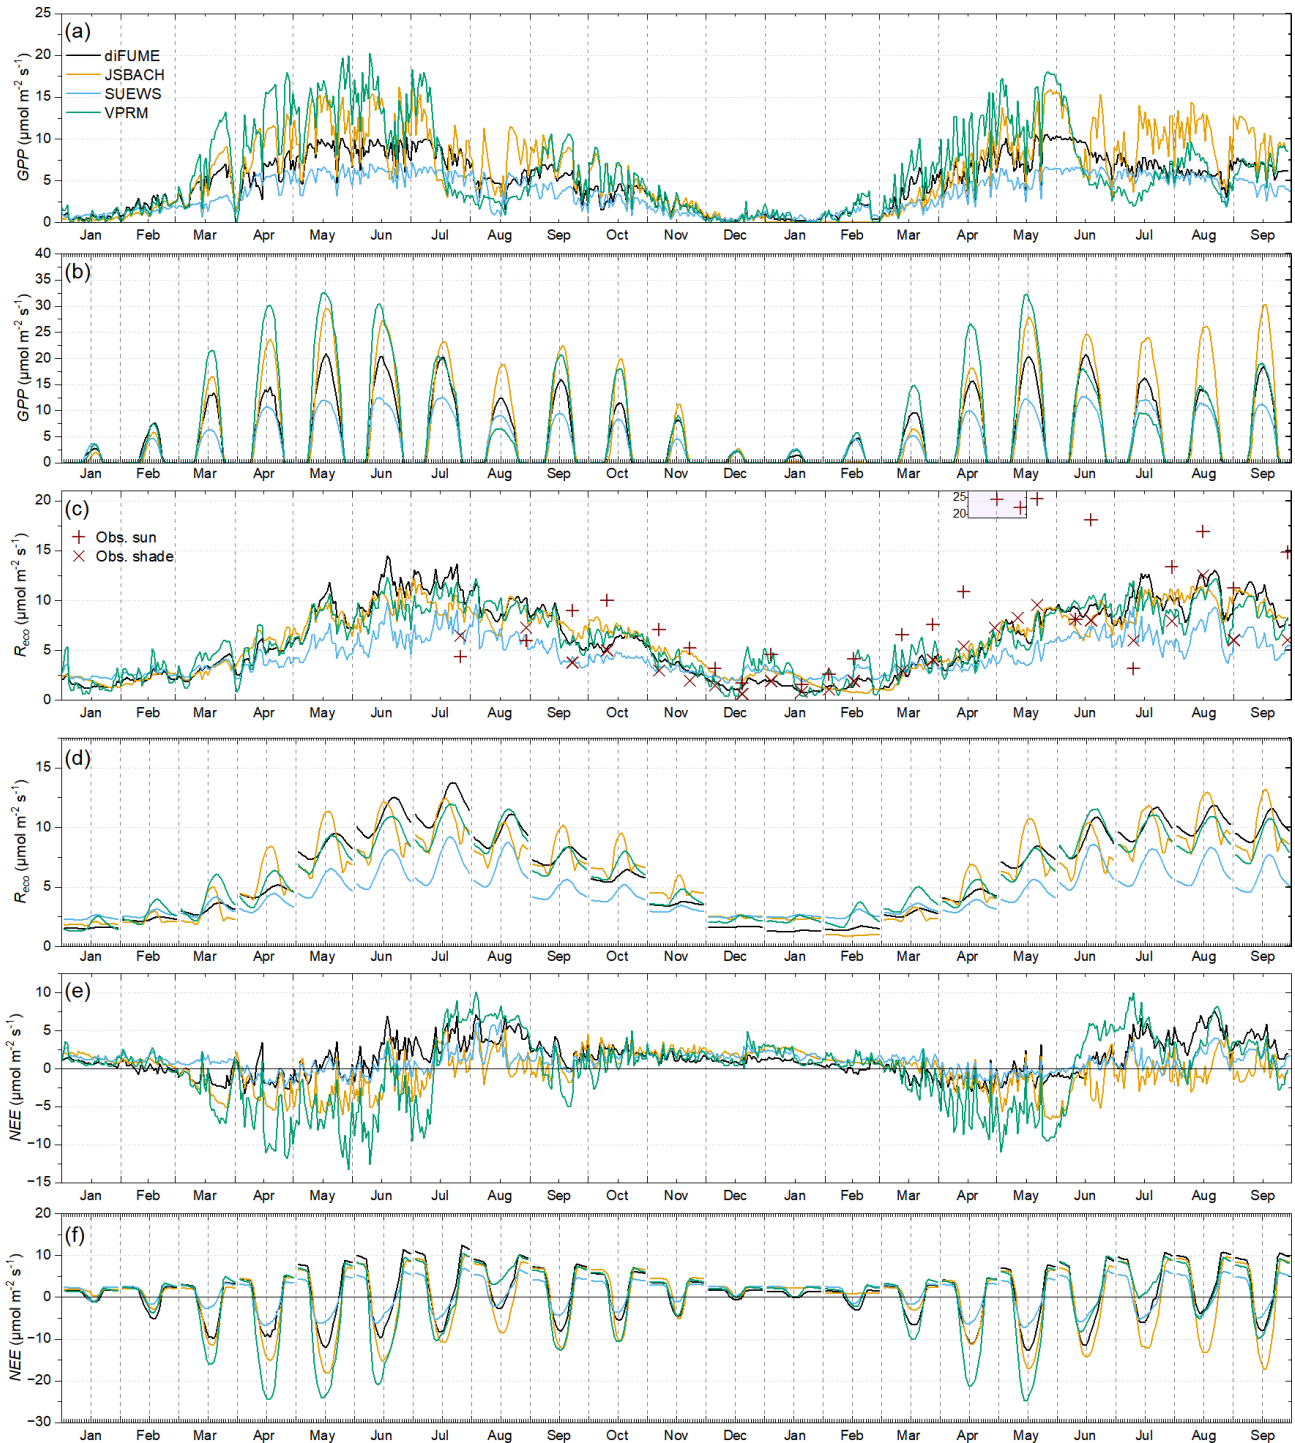 (a)
GPP (µmol m-2 s-1)
25
20
15
10
5
0
diFUME
JSBACH
SUEWS
VPRM
Jan Feb Mar Apr May Jun Jul Aug Sep Oct Nov Dec Jan Feb Mar Apr May Jun Jul Aug Sep
(b)
GPP (µmol m-2 s-1)
40
35
30
25
20
15
10
5
0
Jan Feb Mar Apr May Jun Jul Aug Sep Oct Nov Dec Jan Feb Mar Apr May Jun Jul Aug Sep
(c)
Reco (µmol m-2 s-1)
20
15
10
5
0
Obs. sun
Obs. shade
25
20
Jan Feb Mar Apr May Jun Jul Aug Sep Oct Nov Dec Jan Feb Mar Apr May Jun Jul Aug Sep
(d)
Reco (µmol m-2 s-1)
15
10
5
0
Jan Feb Mar Apr May Jun Jul Aug Sep Oct Nov Dec Jan Feb Mar Apr May Jun Jul Aug Sep
(e)
NEE (µmol m-2 s-1)
10
5
0
−5
−10
−15
Jan Feb Mar Apr May Jun Jul Aug Sep Oct Nov Dec Jan Feb Mar Apr May Jun Jul Aug Sep
(f)
NEE (µmol m-2 s-1)
20
10
0
−10
−20
−30
Jan Feb Mar Apr May Jun Jul Aug Sep Oct Nov Dec Jan Feb Mar Apr May Jun Jul Aug Sep